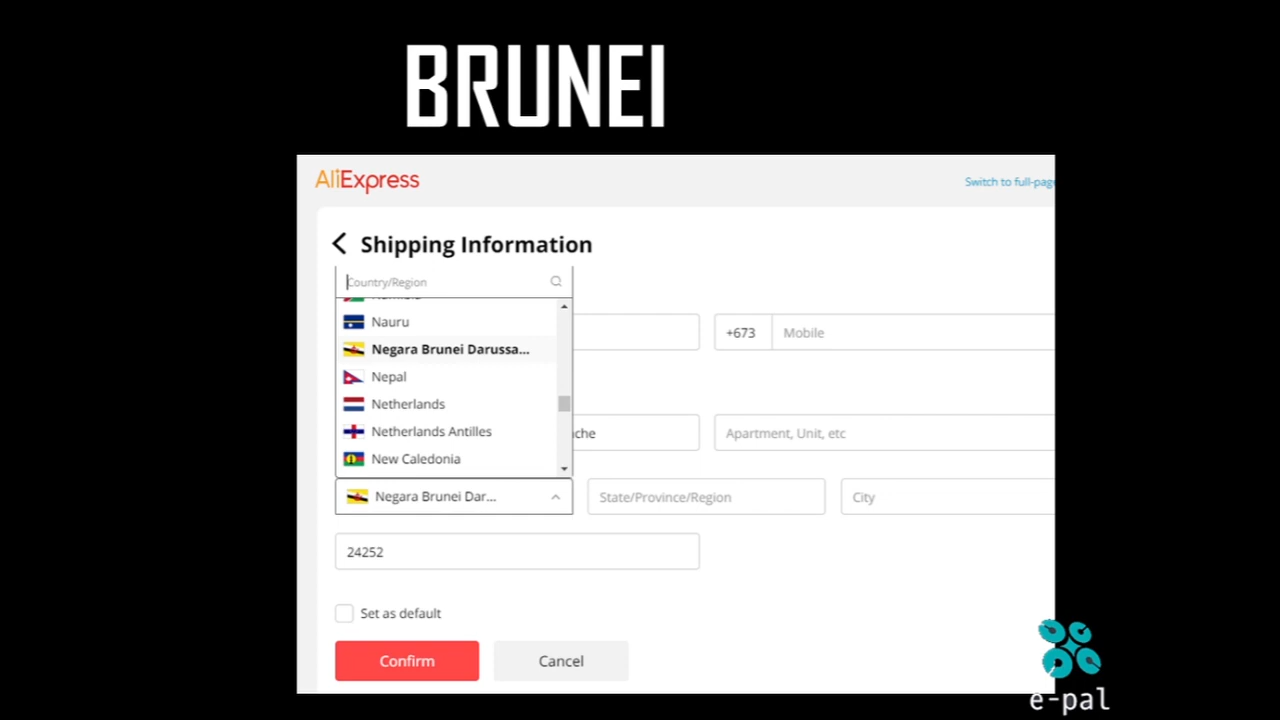 BRUNEI
AliExpress
Switch to full-page
Shipping Information
Country/Region
Nauru
Negara Brunei Darussa...
Nepal
Netherlands
Netherlands Antilles
New Caledonia
+673
Mobile
che
Apartment, Unit, etc
Negara Brunei Dar...
State/Province/Region
City
24252
Set as default
Confirm
Cancel
e-pal